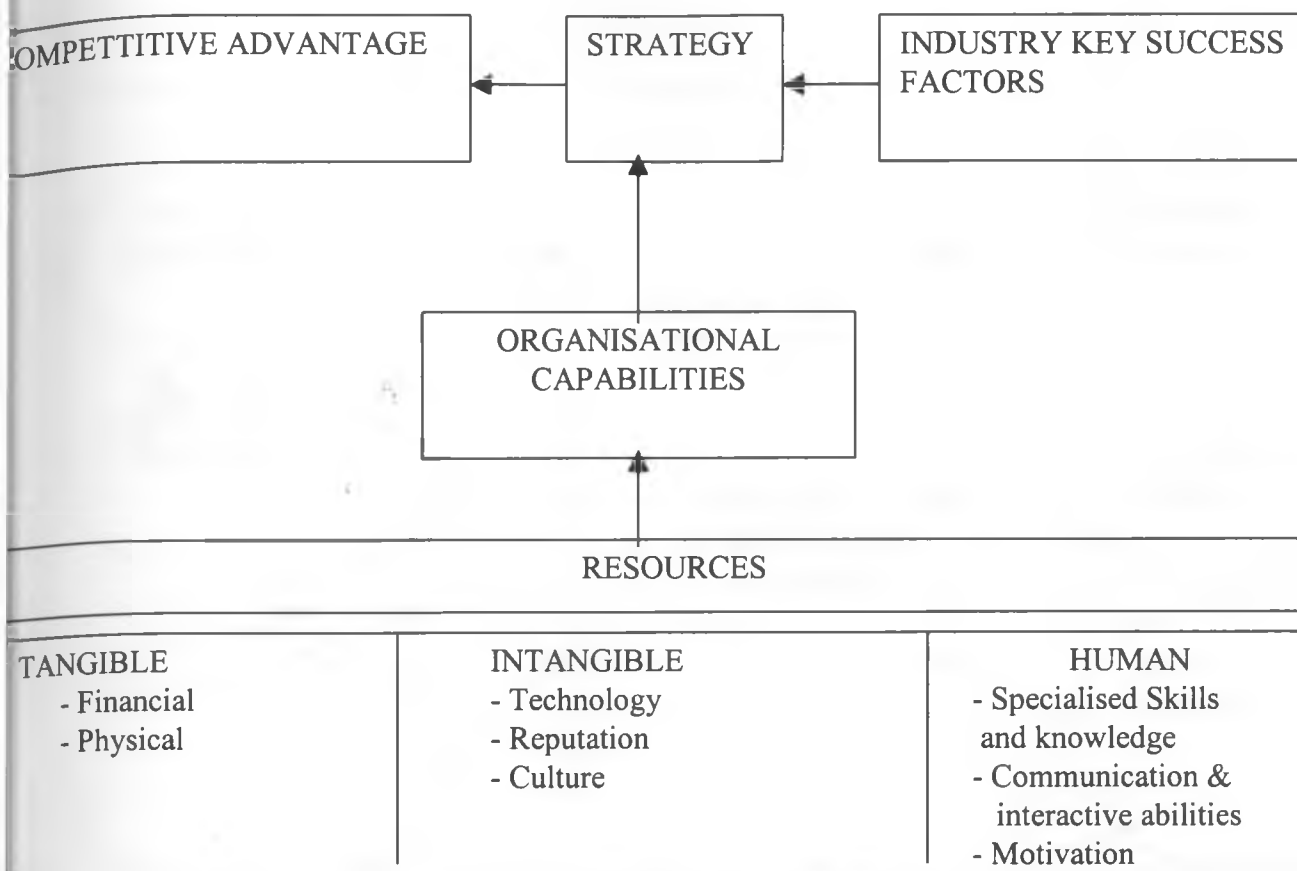 OMPETTITIVE ADVANTAGE
STRATEGY
INDUSTRY KEY SUCCESS
FACTORS
ORGANISATIONAL
CAPABILITIES
RESOURCES
TANGIBLE
- Financial
- Physical
INTANGIBLE
- Technology
- Reputation
- Culture
HUMAN
- Specialised Skills
and knowledge
- Communication &
interactive abilities
- Motivation